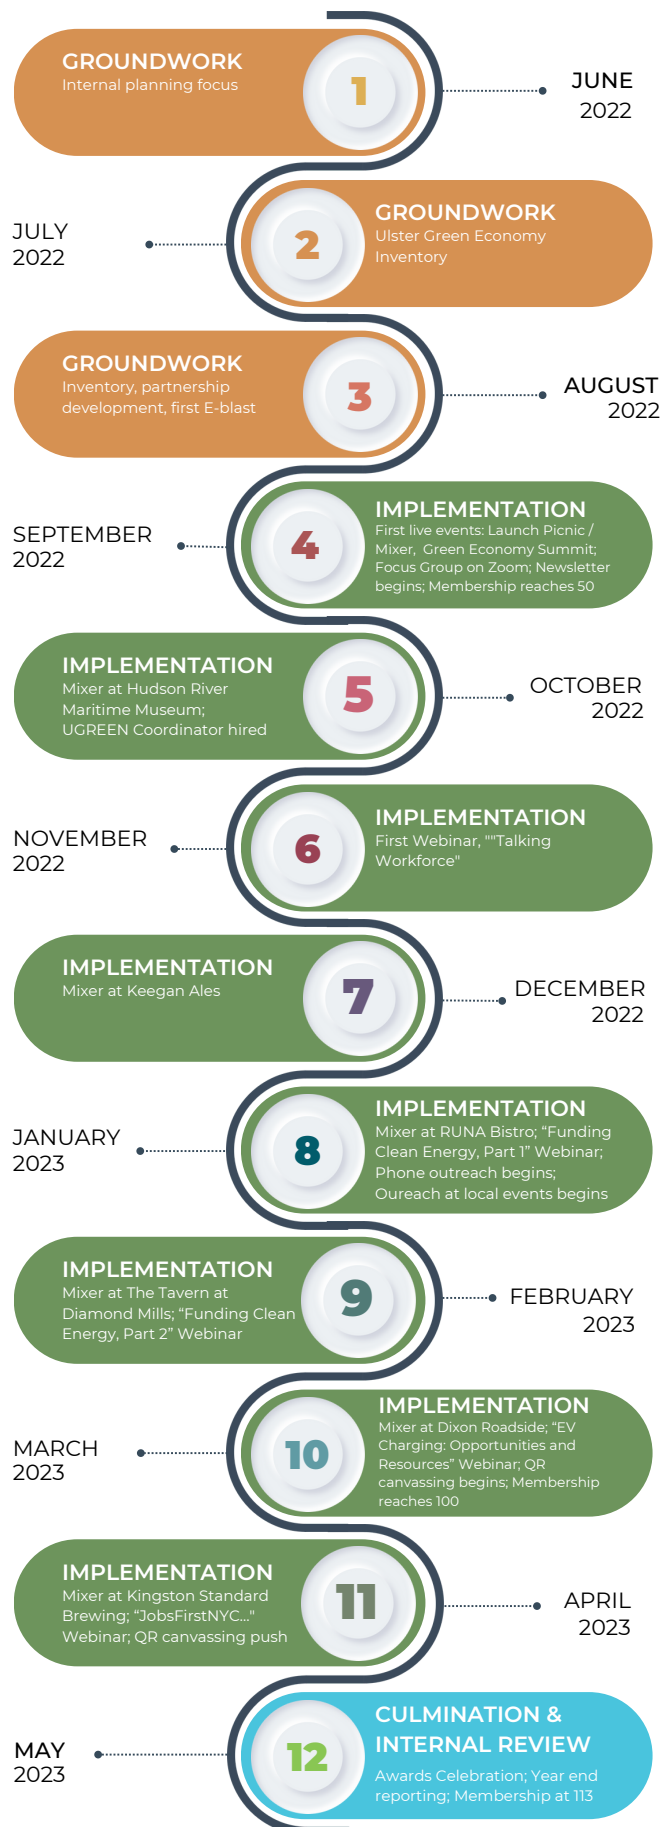 GROUNDWORK
Internal planning focus
1
JUNE
2022
JULY
2022
2
GROUNDWORK
Ulster Green Economy
Inventory
GROUNDWORK
Inventory, partnership
development, first E-blast
3
AUGUST
2022
SEPTEMBER
2022
4
IMPLEMENTATION
First live events: Launch Picnic /
Mixer, Green Economy Summit;
Focus Group on Zoom; Newsletter
begins; Membership reaches 50
IMPLEMENTATION
Mixer at Hudson River
Maritime Museum;
UGREEN Coordinator hired
5
OCTOBER
2022
NOVEMBER
2022
6
IMPLEMENTATION
First Webinar, ""Talking
Workforce"
IMPLEMENTATION
Mixer at Keegan Ales
7
DECEMBER
2022
JANUARY
2023
8
IMPLEMENTATION
Mixer at RUNA Bistro; “Funding
Clean Energy, Part 1” Webinar;
Phone outreach begins;
Oureach at local events begins
IMPLEMENTATION
Mixer at The Tavern at
Diamond Mills; “Funding Clean
Energy, Part 2” Webinar
9
FEBRUARY
2023
MARCH
2023
10
IMPLEMENTATION
Mixer at Dixon Roadside; “EV
Charging: Opportunities and
Resources” Webinar; QR
canvassing begins; Membership
reaches 100
IMPLEMENTATION
Mixer at Kingston Standard
Brewing; “JobsFirstNYC..."
Webinar; QR canvassing push
11
APRIL
2023
MAY
2023
12
CULMINATION &
INTERNAL REVIEW
Awards Celebration; Year end
reporting; Membership at 113